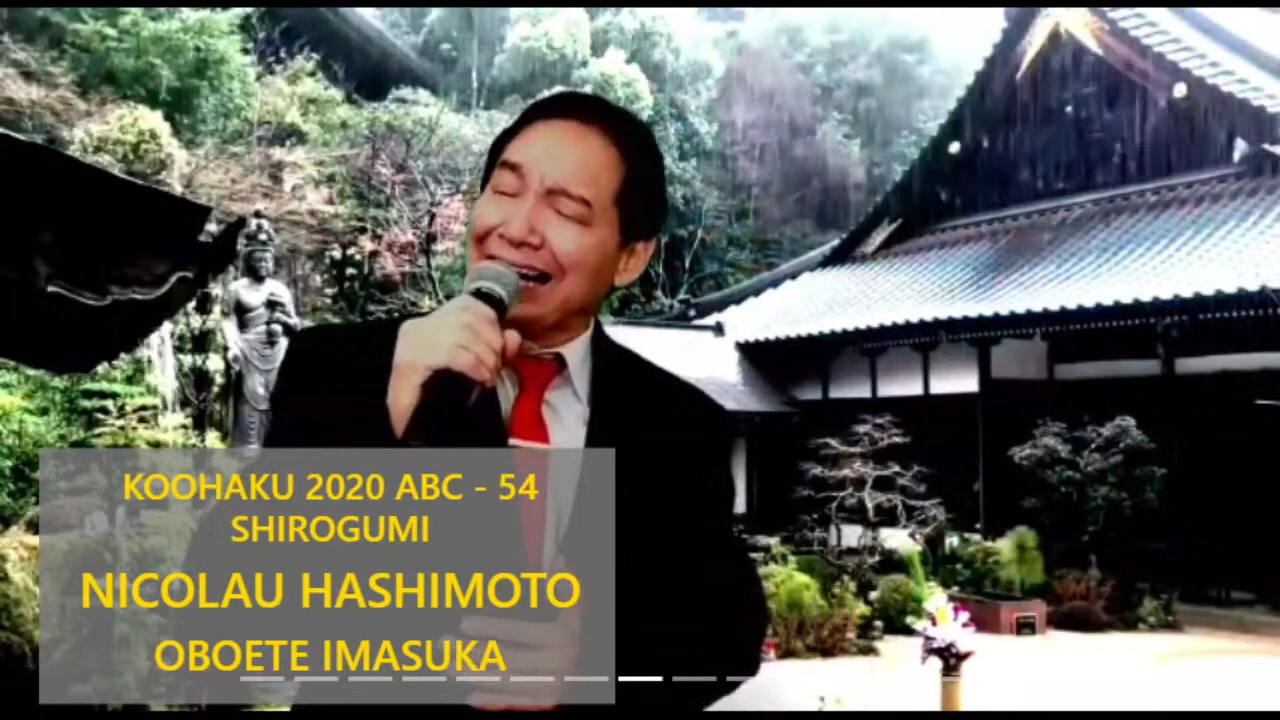 KOOHAKU 2020 ABC - 54
SHIROGUMI
NICOLAU HASHIMOTO
OBOETE IMASUKA